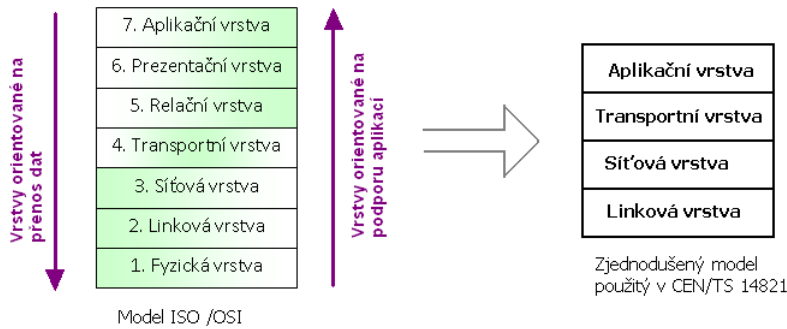 Vrstvy orientované na
přenos dat
7. Aplikační vrstva
6. Prezentační vrstva
5. Relační vrstva
4. Transportní vrstva
3. Síťová vrstva
2. Linková vrstva
1. Fyzická vrstva
Model ISO /OSI
Vrstvy orientované na
podporu aplikací
Aplikační vrstva
Transportní vrstva
Síťová vrstva
Linková vrstva
Zjednodušený model
použitý v CEN/TS 14821